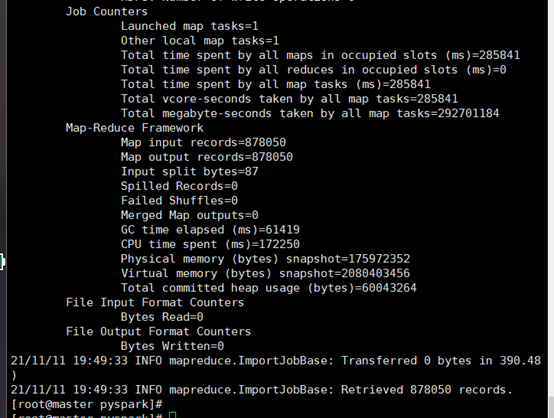 Job Counters
Launched map tasks=1
Other local map tasks=1
Total time spent by all maps in occupied slots (ms)=285841
Total time spent by all reduces in occupied slots (ms)=0
Total time spent by all map tasks (ms)=285841
Total vcore-seconds taken by all map tasks=285841
Total megabyte-seconds taken by all map tasks=292701184
Map-Reduce Framework
Map input records=878050
Map output records=878050
Input split bytes=87
Spilled Records=0
Failed Shuffles=0
Merged Map outputs=0
GC time elapsed (ms)=61419
CPU time spent (ms)=172250
Physical memory (bytes) snapshot=175972352
Virtual memory (bytes) snapshot=2080403456
Total committed heap usage (bytes)=60043264
File Input Format Counters
Bytes Read=0
File Output Format Counters
Bytes Written=0
21/11/11 19:49:33 INFO mapreduce.ImportJobBase: Transferred 0 bytes in 390.48
)
21/11/11 19:49:33 INFO mapreduce.ImportJobBase: Retrieved 878050 records.
[root@master pyspark]#
[root@master pyspark]#